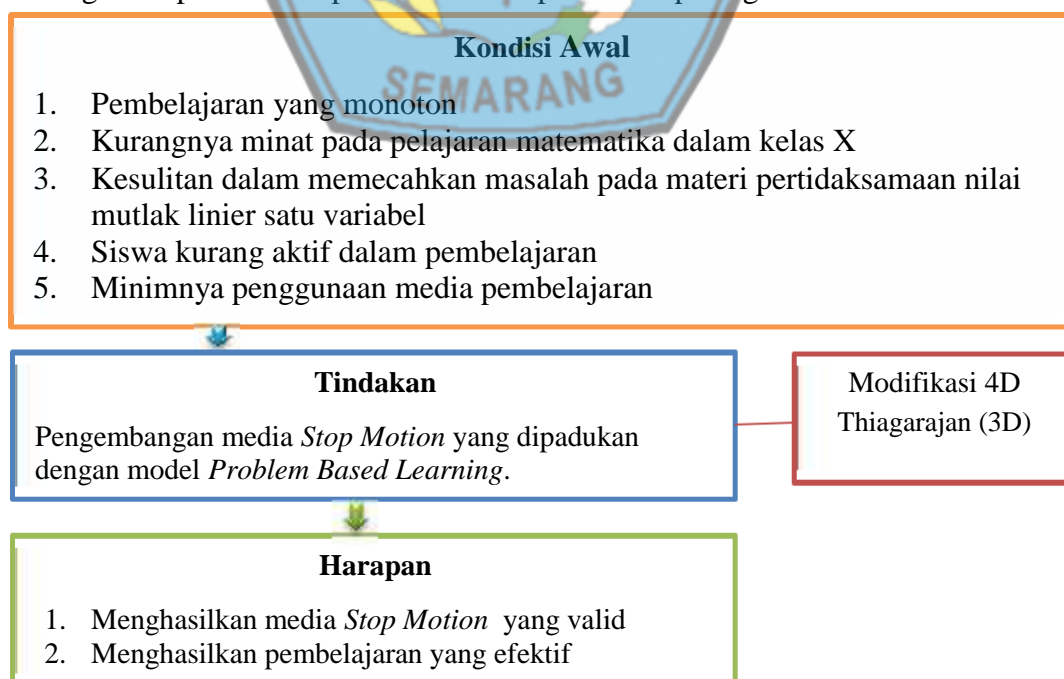 Kondisi Awal
SEMARANG
1. Pembelajaran yang monoton
2. Kurangnya minat pada pelajaran matematika dalam kelas X
3. Kesulitan dalam memecahkan masalah pada materi pertidaksamaan nilai
mutlak linier satu variabel
4. Siswa kurang aktif dalam pembelajaran
5. Minimnya penggunaan media pembelajaran
Tindakan
Pengembangan media Stop Motion yang dipadukan
dengan model Problem Based Learning.
Modifikasi 4D
Thiagarajan (3D)
Harapan
1. Menghasilkan media Stop Motion yang valid
2. Menghasilkan pembelajaran yang efektif